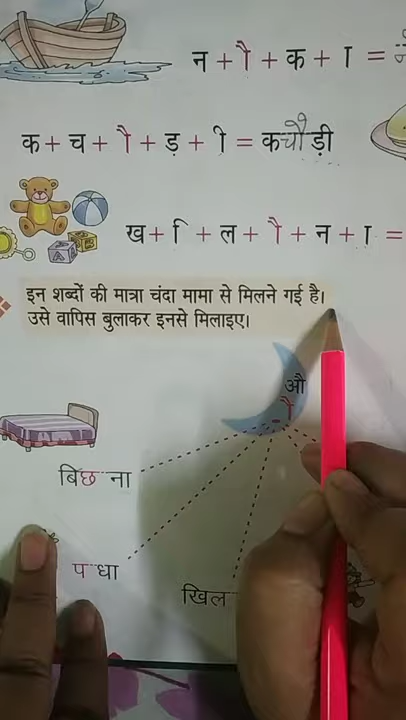 न + ौ + क + ा =
क + च + ौ + ड़ + ी = कचौड़ी
ख + ि + ल + ौ + न + ा =
इन शब्दों की मात्रा चंदा मामा से मिलने गई है।
उसे वापिस बुलाकर इनसे मिलाइए।
औ
ौ
बिछ ना
प धा
खिल